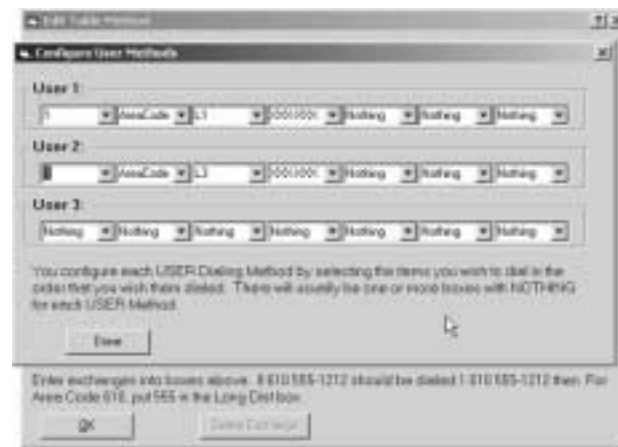 Edit Table Method
Configure User Methods
User 1:
1 AreaCode L1 Nothing Nothing Nothing
User 2:
AreaCode Nothing Nothing Nothing
User 3:
Nothing Nothing Nothing Nothing Nothing Nothing Nothing
You configure each USER Dialing Method by selecting the items you wish to dial in the
order that you wish them dialed. There will usually be one or more boxes with NOTHING
for each USER Method.
Done
Enter exchanges into boxes above. If 610 555-1212 should be dialed 1 610 555-1212 then For
Area Code 610, put 555 in the Long Dist box.
OK
Delete Exchange